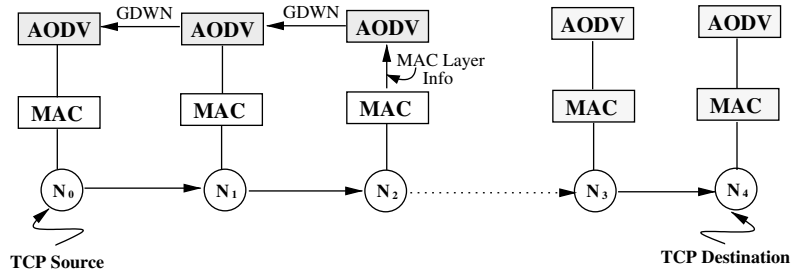 GDWN
GDWN
AODV
AODV
AODV
AODV
AODV
MAC Layer
Info
MAC
MAC
MAC
MAC
MAC
N0
N1
N2
N3
N4
TCP Source
TCP Destination